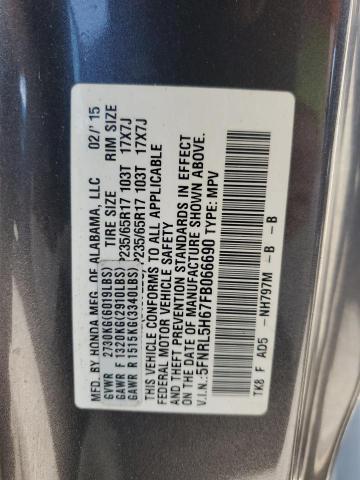 MFD. BY HONDA MFG. OF ALABAMA, LLC 02/'15
GVWR 2730KG(6019LBS) TIRE SIZE RIM SIZE
GAWR F 1320KG(2910LBS) P235/65R17 103T 17X7J
GAWR R 1515KG(3340LBS) P235/65R17 103T 17X7J
THIS VEHICLE CONFORMS TO ALL APPLICABLE
FEDERAL MOTOR VEHICLE SAFETY
AND THEFT PREVENTION STANDARDS IN EFFECT
ON THE DATE OF MANUFACTURE SHOWN ABOVE.
V.I.N.:5FNRL5H67FB066690 TYPE: MPV
TK8 F AD5 -NH797M -B -B